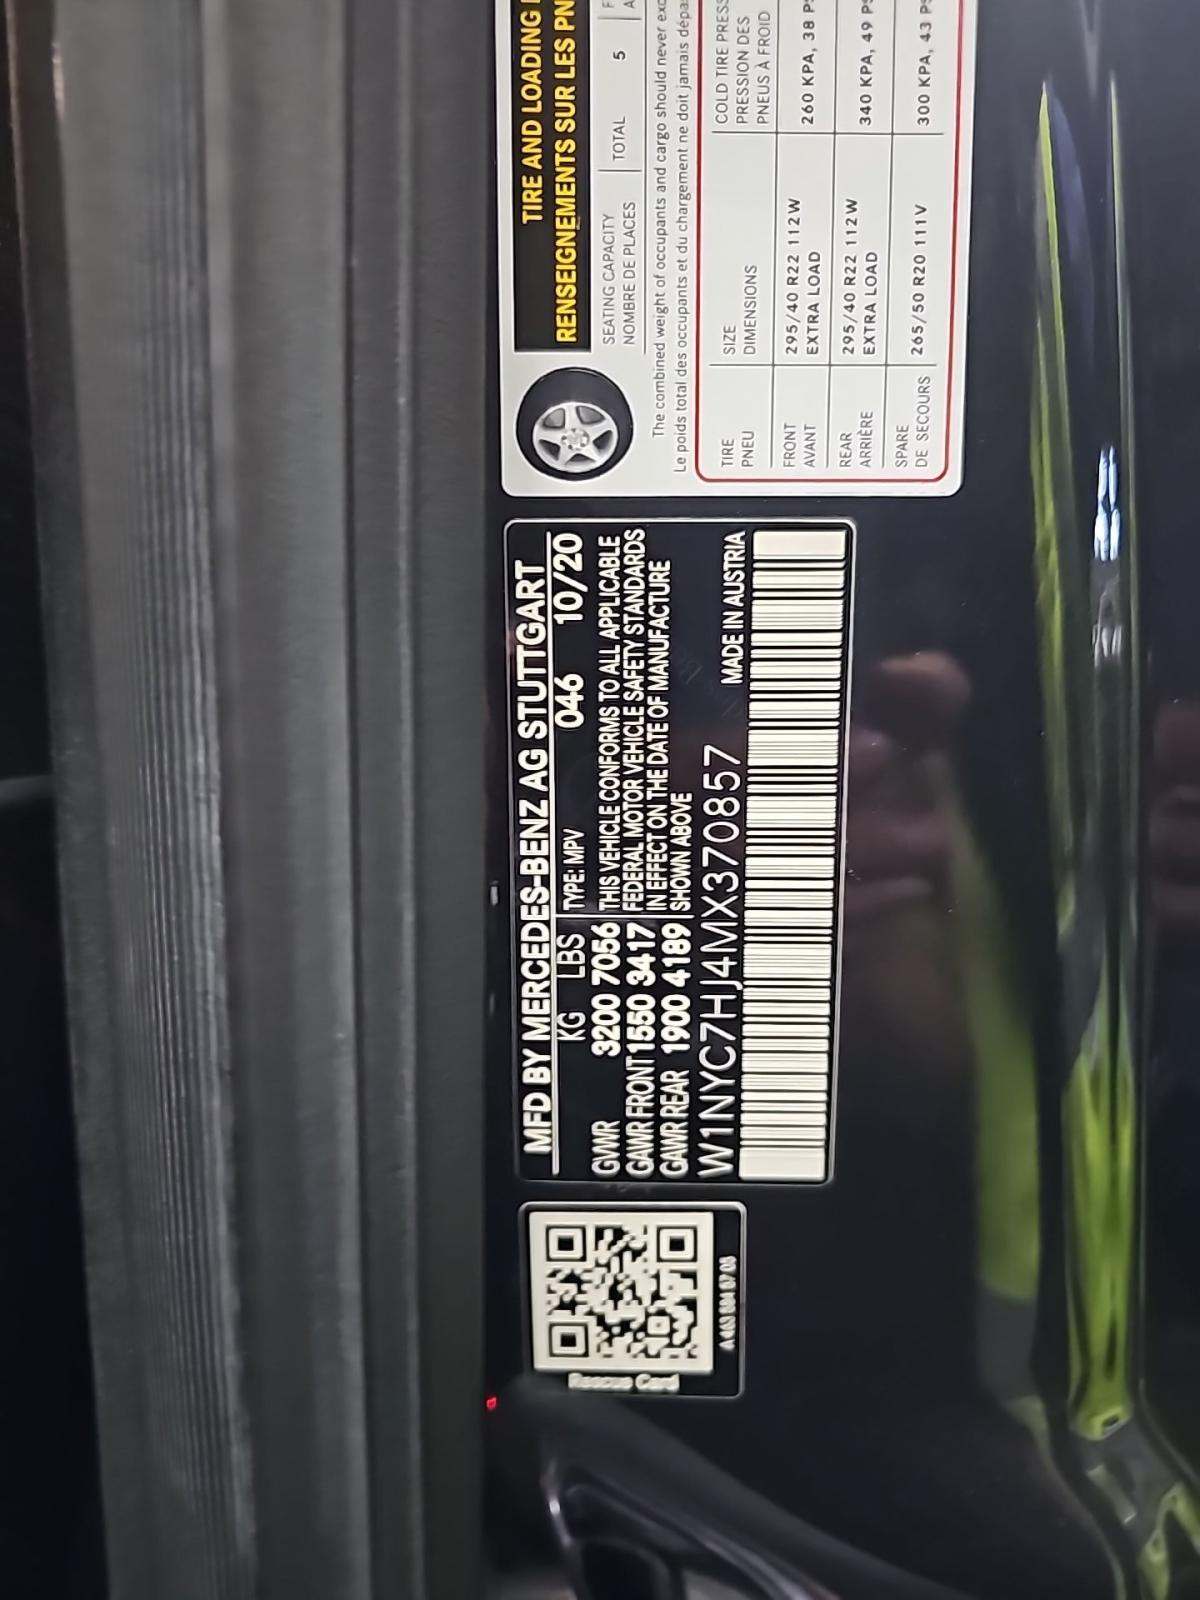 MFD BY MERCEDES-BENZ AG STUTTGART
KG LBS TYPE: MPV 046 10/20
GVWR 3200 7056
GAWR FRONT 1550 3417
GAWR REAR 1900 4189
THIS VEHICLE CONFORMS TO ALL APPLICABLE
FEDERAL MOTOR VEHICLE SAFETY STANDARDS
IN EFFECT ON THE DATE OF MANUFACTURE
SHOWN ABOVE
W1NYC7HJ4MX370857 MADE IN AUSTRIA
Rescue Card
TIRE AND LOADING
RENSEIGNEMENTS SUR LES
SEATING CAPACITY
NOMBRE DE PLACES
TOTAL 5
The combined weight of occupants and cargo should never
Le poids total des occupants et du chargement ne doit jamais
TIRE SIZE COLD TIRE
PNEU DIMENSIONS PRESSION DES
PNEUS À FROID
FRONT 295/40 R22 112W 260 KPA, 38
AVANT EXTRA LOAD
REAR 295/40 R22 112W 340 KPA, 49
ARRIÈRE EXTRA LOAD
SPARE
DE SECOURS 265/50 R20 111V 300 KPA, 43